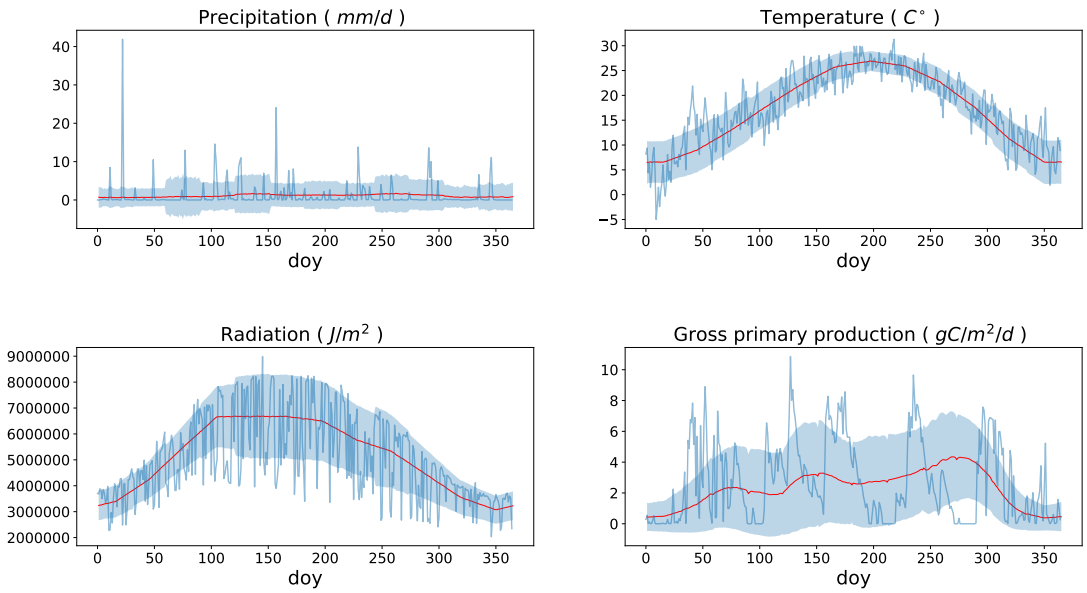 Precipitation ( mm/d )
40
30
20
10
0
0 50 100 150 200 250 300 350
doy
Temperature ( C° )
30
25
20
15
10
5
0
−5
0 50 100 150 200 250 300 350
doy
Radiation ( J/m² )
9000000
8000000
7000000
6000000
5000000
4000000
3000000
2000000
0 50 100 150 200 250 300 350
doy
Gross primary production ( gC/m²/d )
10
8
6
4
2
0
0 50 100 150 200 250 300 350
doy